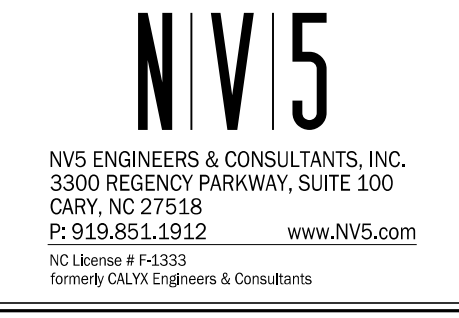 N|V|5
NV5 ENGINEERS & CONSULTANTS, INC.
3300 REGENCY PARKWAY, SUITE 100
CARY, NC 27518
P: 919.851.1912 www.NV5.com
NC License # F-1333
formerly CALYX Engineers & Consultants